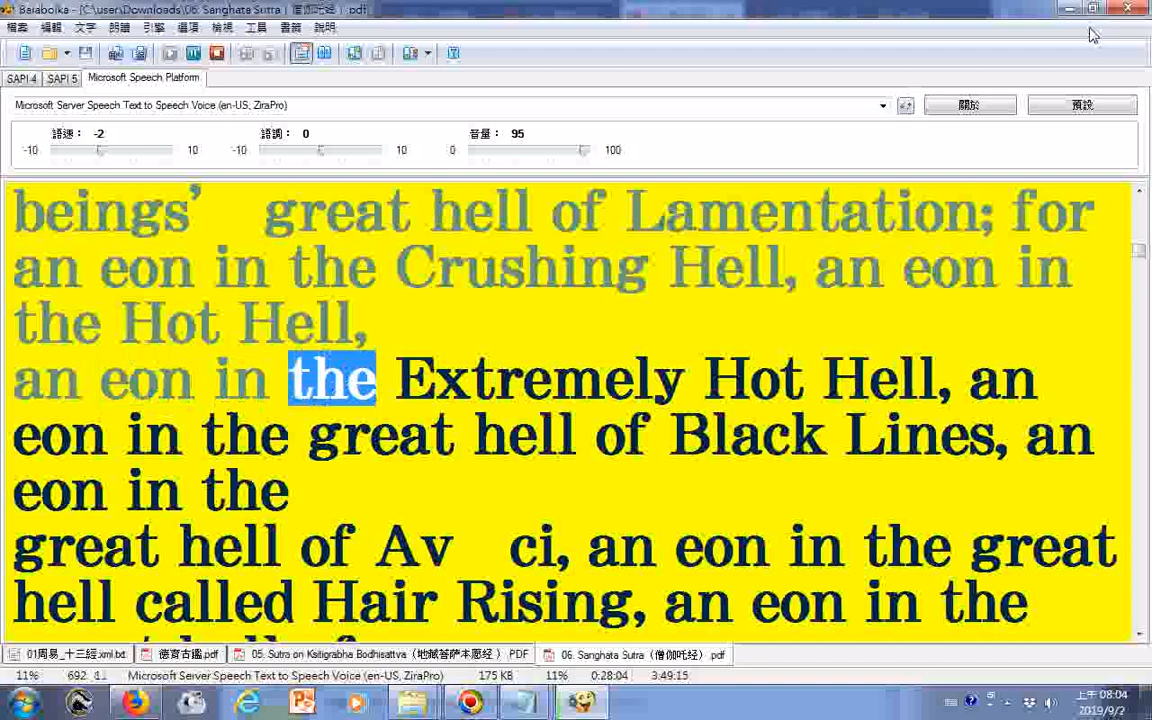 Balabolka - [C:\user\Downloads\06. Sanghata Sutra (僧伽吒经) .pdf]
檔案 編輯 文字 朗讀 引擎 選項 檢視 工具 書籤 說明
SAPI 4 SAPI 5 Microsoft Speech Platform
Microsoft Server Speech Text to Speech Voice (en-US, ZiraPro) 關於 預設
語速： -2 語調： 0 音量： 95
-10 10 -10 10 0 100
beings’ great hell of Lamentation; for
an eon in the Crushing Hell, an eon in
the Hot Hell,
an eon in the Extremely Hot Hell, an
eon in the great hell of Black Lines, an
eon in the
great hell of Av ci, an eon in the great
hell called Hair Rising, an eon in the
01周易_十三經.xml.txt 德育古鑑.pdf 05. Sutra on Ksitigrabha Bodhisattva (地藏菩萨本愿经 ) .PDF 06. Sanghata Sutra (僧伽吒经) .pdf
11% Microsoft Server Speech Text to Speech Voice (en-US, ZiraPro) 175 KB 11% 0:28:04 3:49:15
上午 08:04
2019/9/2